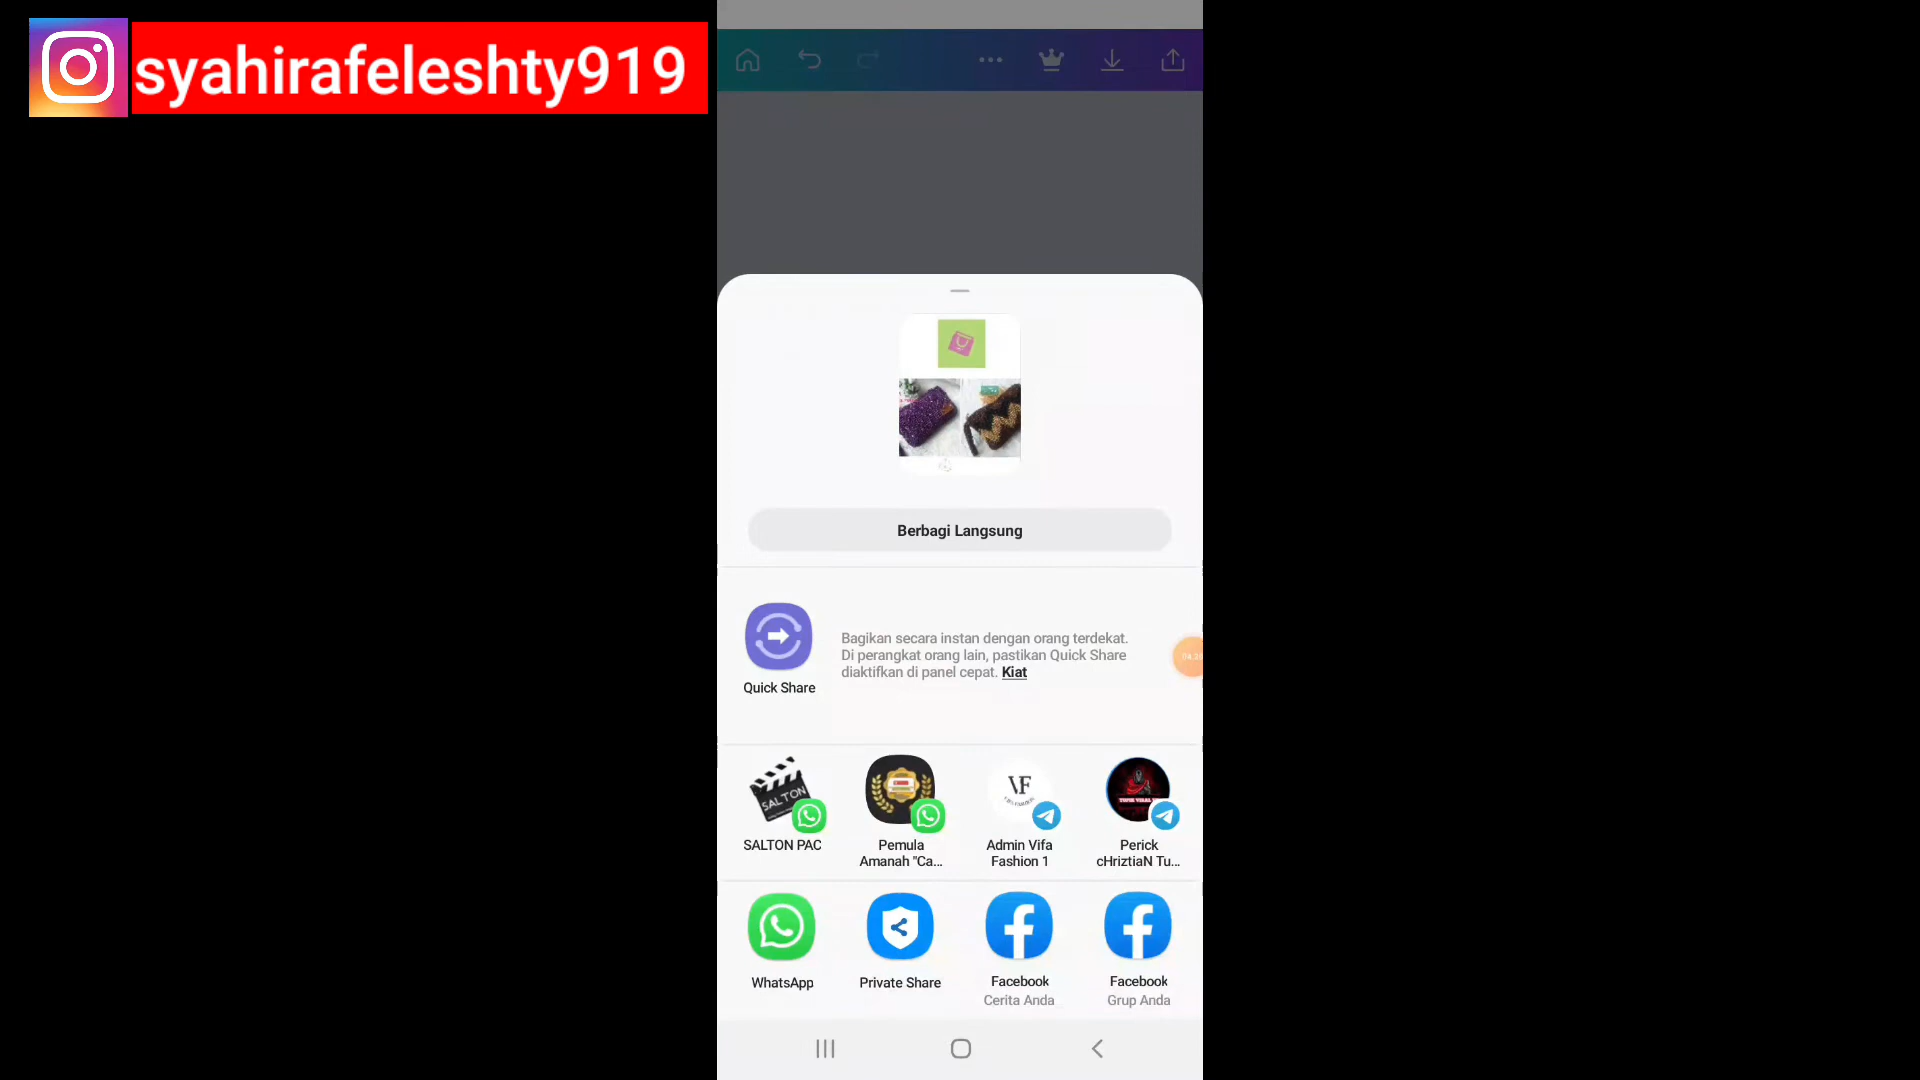 syahirafeleshty919
Berbagi Langsung
Bagikan secara instan dengan orang terdekat.
Di perangkat orang lain, pastikan Quick Share
diaktifkan di panel cepat. Kiat
Quick Share
SALTON
VF
SALTON PAC
Pemula
Amanah "Ca...
Admin Vifa
Fashion 1
Perick
cHriztiaN Tu...
WhatsApp
Private Share
Facebook
Cerita Anda
Facebook
Grup Anda